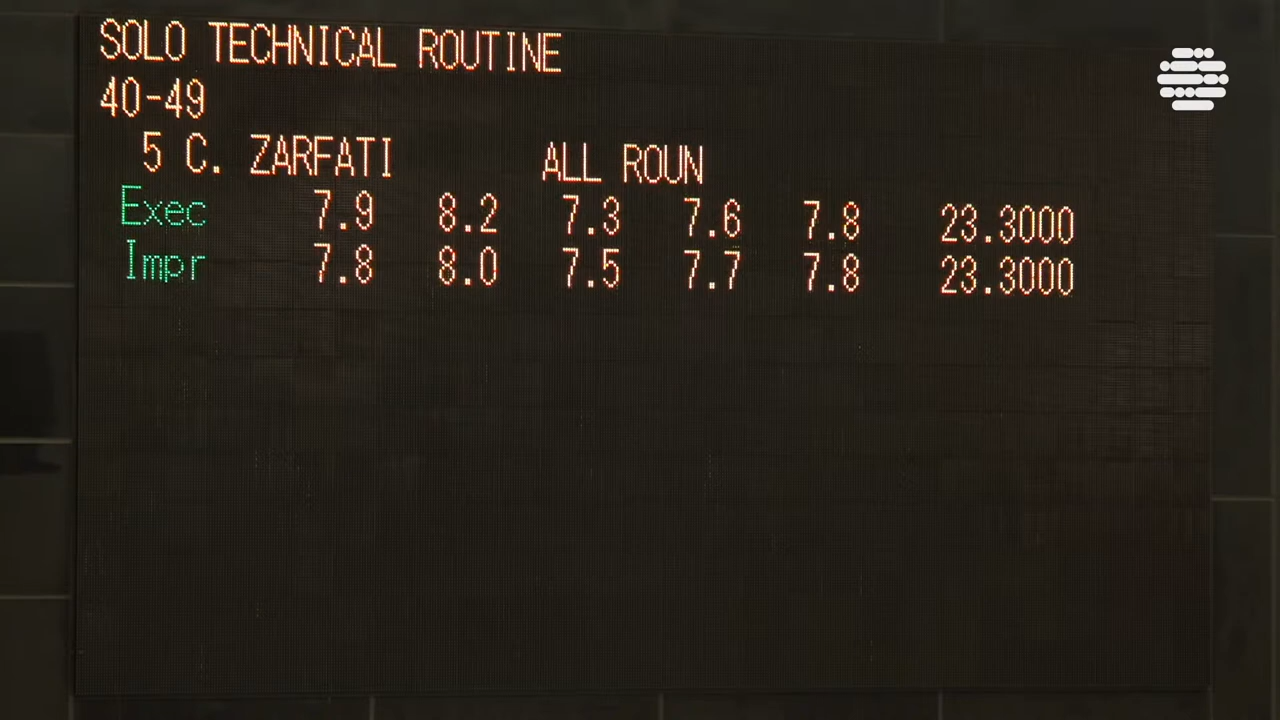 SOLO TECHNICAL ROUTINE
40-49
5 C. ZARFATI ALL ROUN
Exec 7.9 8.2 7.3 7.6 7.8 23.3000
Impr 7.8 8.0 7.5 7.7 7.8 23.3000